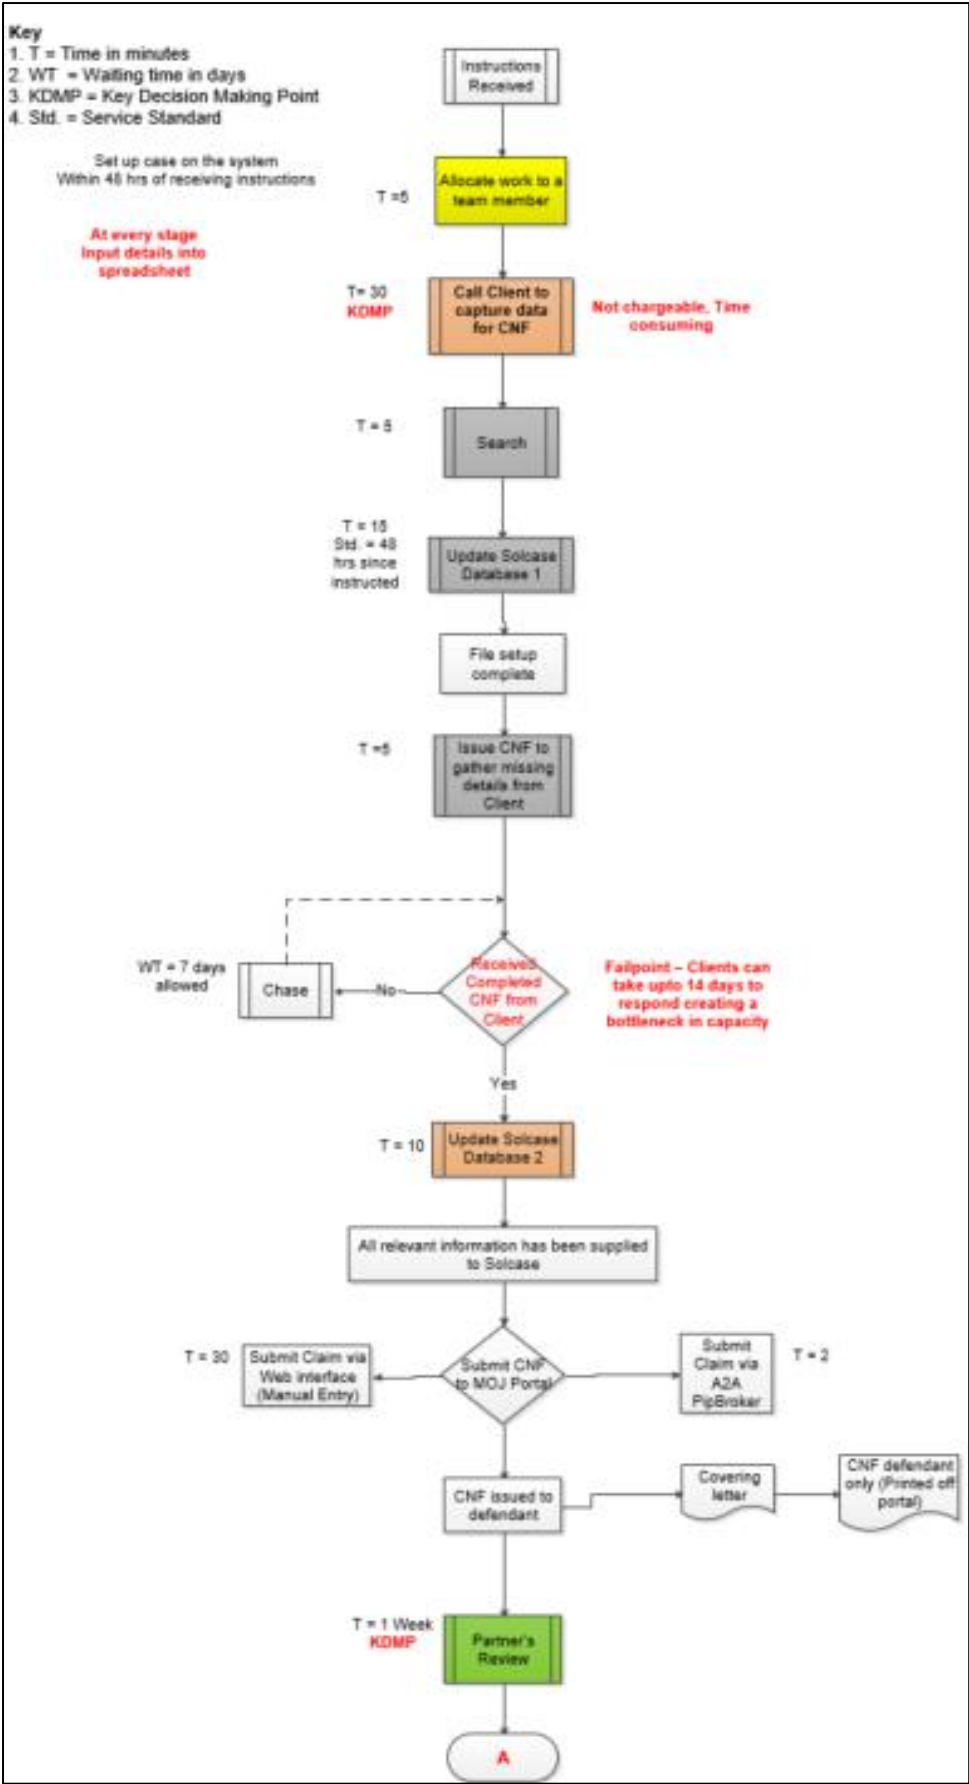 Key
1. T = Time in minutes
2. WT = Waiting time in days
3. KDMP = Key Decision Making Point
4. Std. = Service Standard
Instructions
Received
Set up case on the system
Within 48 hrs of receiving instructions
T =5
Allocate work to a
team member
At every stage
Input details into
spreadsheet
T= 30
KDMP
Call Client to
capture data
for CNF
Not chargeable, Time
consuming
T = 5
Search
T = 15
Std. = 48
hrs since
instructed
Update Solcase
Database 1
File setup
complete
T =5
Issue CNF to
gather missing
details from
Client
WT = 7 days
allowed
Chase
No
Received
Completed
CNF from
Client
Failpoint – Clients can
take upto 14 days to
respond creating a
bottleneck in capacity
Yes
T = 10
Update Solcase
Database 2
All relevant information has been supplied
to Solcase
T = 30
Submit Claim via
Web interface
(Manual Entry)
Submit CNF
to MOJ Portal
Submit
Claim via
A2A
PipBroker
T = 2
CNF issued to
defendant
Covering
letter
CNF defendant
only (Printed off
portal)
T = 1 Week
KDMP
Partner's
Review
A